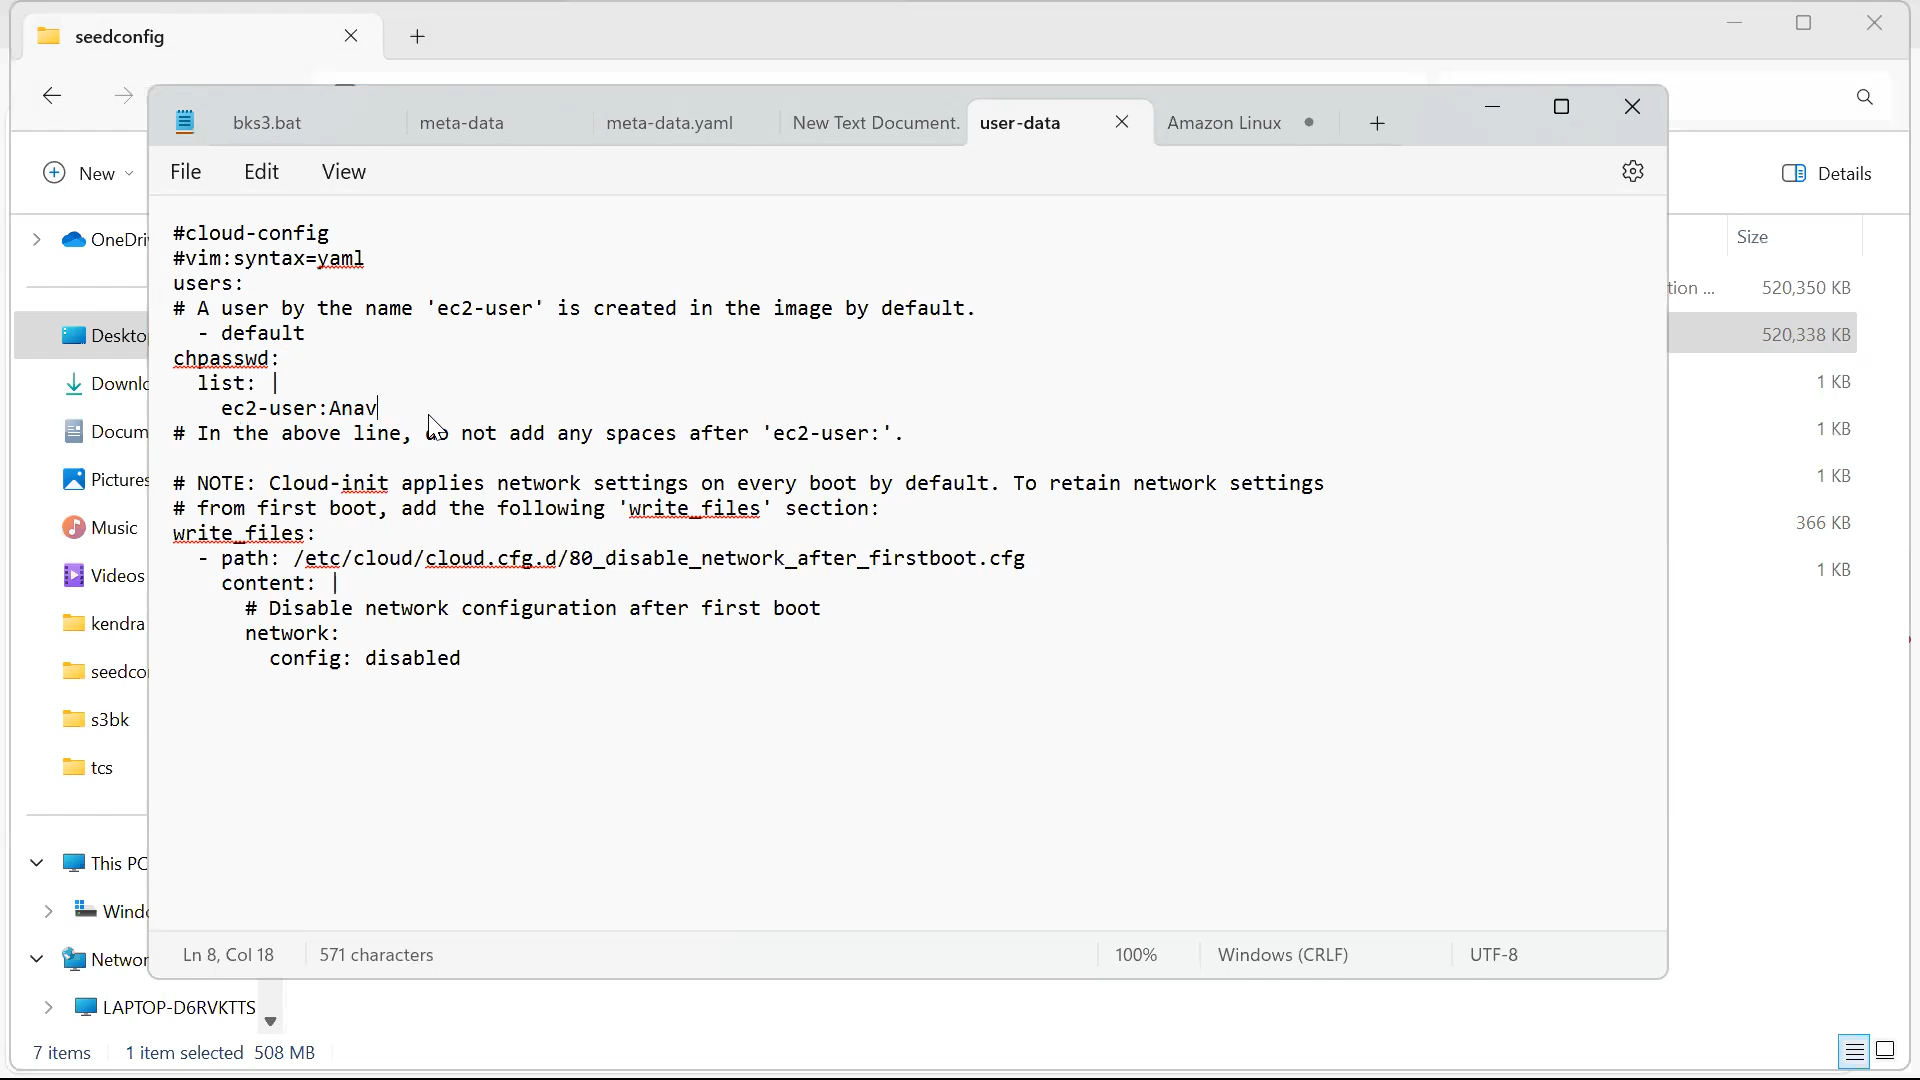 seedconfig
bks3.bat
meta-data
meta-data.yaml
New Text Document.
user-data
Amazon Linux
New
File
Edit
View
Details
Size
#cloud-config
#vim:syntax=yaml
users:
# A user by the name 'ec2-user' is created in the image by default.
- default
chpasswd:
list: |
ec2-user:Anav
# In the above line, do not add any spaces after 'ec2-user:'.
# NOTE: Cloud-init applies network settings on every boot by default. To retain network settings
# from first boot, add the following 'write_files' section:
write_files:
- path: /etc/cloud/cloud.cfg.d/80_disable_network_after_firstboot.cfg
content: |
# Disable network configuration after first boot
network:
config: disabled
OneDri
Deskto
Downlo
Docum
Pictures
Music
Videos
kendra
seedco
s3bk
tcs
This PC
Windo
Networ
LAPTOP-D6RVKTTS
tion ...
520,350 KB
520,338 KB
1 KB
1 KB
1 KB
366 KB
1 KB
Ln 8, Col 18
571 characters
100%
Windows (CRLF)
UTF-8
7 items
1 item selected 508 MB